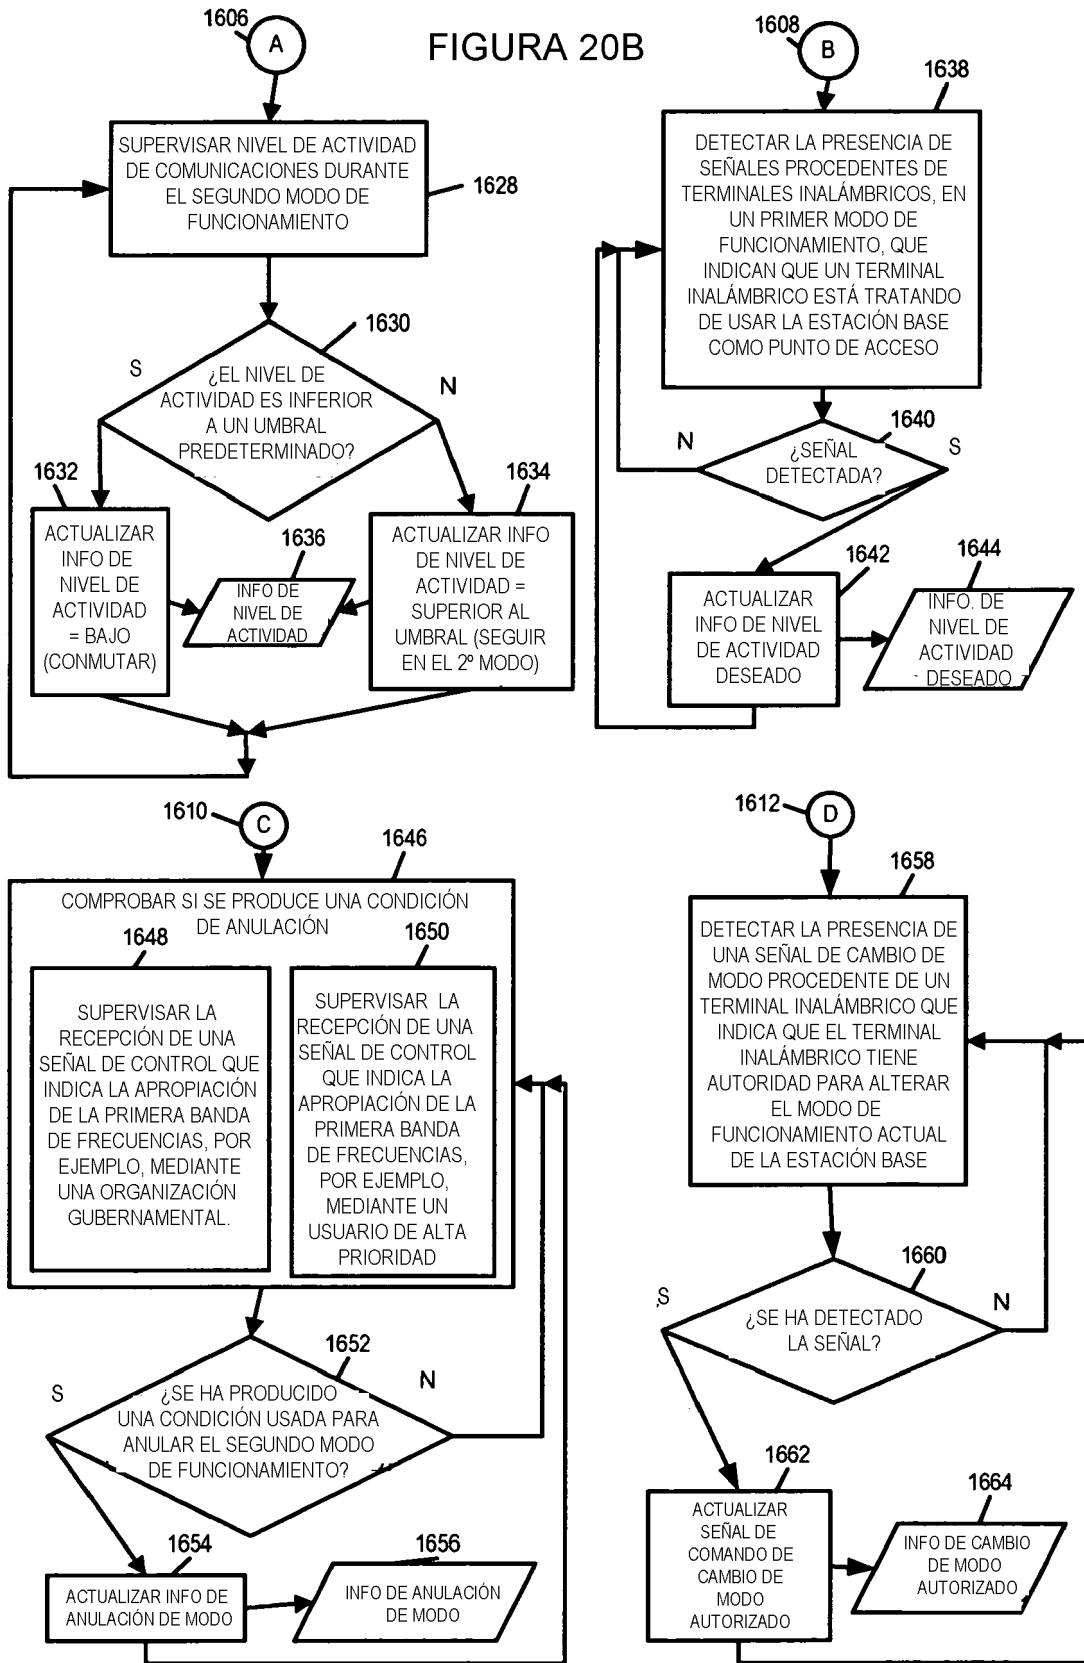 FIGURA 20B
1606
A
SUPERVISAR NIVEL DE ACTIVIDAD
DE COMUNICACIONES DURANTE
EL SEGUNDO MODO DE
FUNCIONAMIENTO
1628
1630
S
N
¿EL NIVEL DE
ACTIVIDAD ES INFERIOR
A UN UMBRAL
PREDETERMINADO?
1632
ACTUALIZAR
INFO DE
NIVEL DE
ACTIVIDAD
= BAJO
(CONMUTAR)
1636
INFO DE
NIVEL DE
ACTIVIDAD
1634
ACTUALIZAR INFO
DE NIVEL DE
ACTIVIDAD =
SUPERIOR AL
UMBRAL (SEGUIR
EN EL 2º MODO)
1608
B
1638
DETECTAR LA PRESENCIA DE
SEÑALES PROCEDENTES DE
TERMINALES INALÁMBRICOS, EN
UN PRIMER MODO DE
FUNCIONAMIENTO, QUE
INDICAN QUE UN TERMINAL
INALÁMBRICO ESTÁ TRATANDO
DE USAR LA ESTACIÓN BASE
COMO PUNTO DE ACCESO
1640
N
S
¿SEÑAL
DETECTADA?
1642
ACTUALIZAR
INFO DE NIVEL
DE ACTIVIDAD
DESEADO
1644
INFO. DE
NIVEL DE
ACTIVIDAD
DESEADO
1610
C
1646
COMPROBAR SI SE PRODUCE UNA CONDICIÓN
DE ANULACIÓN
1648
SUPERVISAR LA
RECEPCIÓN DE UNA
SEÑAL DE CONTROL QUE
INDICA LA APROPIACIÓN
DE LA PRIMERA BANDA
DE FRECUENCIAS, POR
EJEMPLO, MEDIANTE
UNA ORGANIZACIÓN
GUBERNAMENTAL.
1650
SUPERVISAR LA
RECEPCIÓN DE UNA
SEÑAL DE CONTROL
QUE INDICA LA
APROPIACIÓN DE LA
PRIMERA BANDA
DE FRECUENCIAS,
POR EJEMPLO,
MEDIANTE UN
USUARIO DE ALTA
PRIORIDAD
1652
S
N
¿SE HA PRODUCIDO
UNA CONDICIÓN USADA PARA
ANULAR EL SEGUNDO MODO
DE FUNCIONAMIENTO?
1654
ACTUALIZAR INFO DE
ANULACIÓN DE MODO
1656
INFO DE ANULACIÓN
DE MODO
1612
D
1658
DETECTAR LA PRESENCIA DE
UNA SEÑAL DE CAMBIO DE
MODO PROCEDENTE DE UN
TERMINAL INALÁMBRICO QUE
INDICA QUE EL TERMINAL
INALÁMBRICO TIENE
AUTORIDAD PARA ALTERAR
EL MODO DE
FUNCIONAMIENTO ACTUAL
DE LA ESTACIÓN BASE
1660
S
N
¿SE HA DETECTADO
LA SEÑAL?
1662
ACTUALIZAR
SEÑAL DE
COMANDO DE
CAMBIO DE
MODO
AUTORIZADO
1664
INFO DE CAMBIO
DE MODO
AUTORIZADO